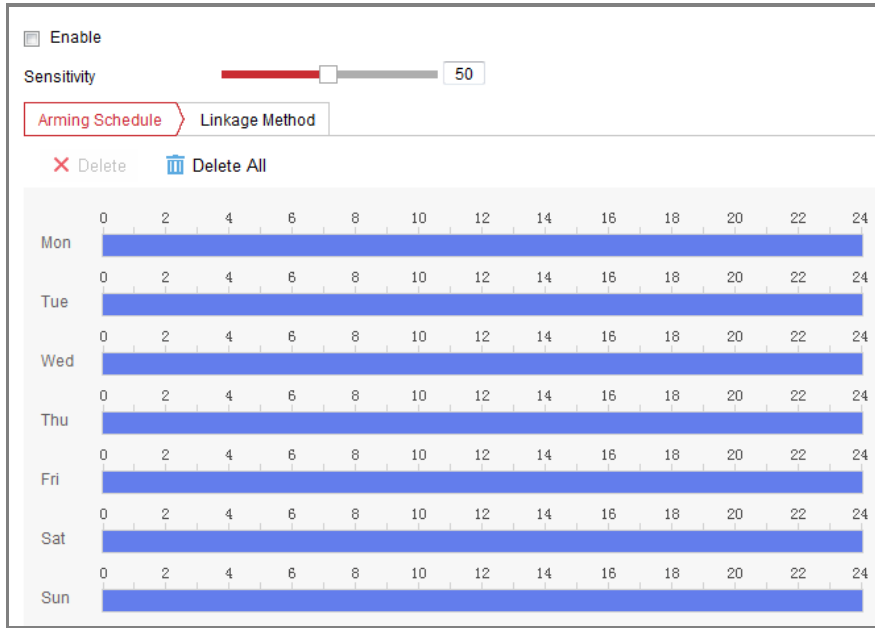 Enable
Sensitivity 50
Arming Schedule Linkage Method
Delete Delete All
0 2 4 6 8 10 12 14 16 18 20 22 24
Mon
0 2 4 6 8 10 12 14 16 18 20 22 24
Tue
0 2 4 6 8 10 12 14 16 18 20 22 24
Wed
0 2 4 6 8 10 12 14 16 18 20 22 24
Thu
0 2 4 6 8 10 12 14 16 18 20 22 24
Fri
0 2 4 6 8 10 12 14 16 18 20 22 24
Sat
0 2 4 6 8 10 12 14 16 18 20 22 24
Sun